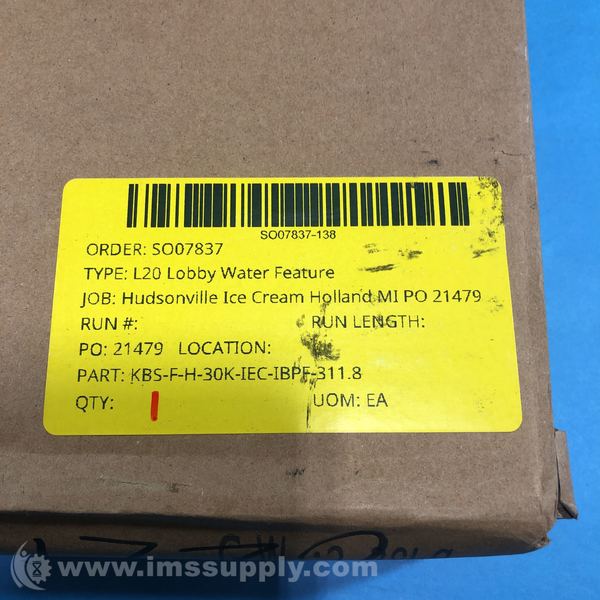 SO07837-138
ORDER: SO07837
TYPE: L20 Lobby Water Feature
JOB: Hudsonville Ice Cream Holland MI PO 21479
RUN #: RUN LENGTH:
PO: 21479 LOCATION:
PART: KBS-F-H-30K-IEC-IBPF-311.8
QTY: 1 UOM: EA
ims
www.imssupply.com